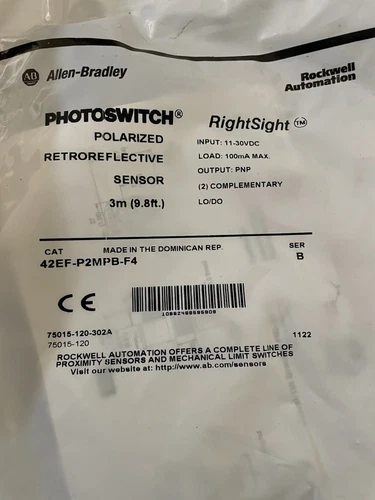 AB Allen-Bradley
Rockwell
Automation
PHOTOSWITCH® RightSight™
POLARIZED
RETROREFLECTIVE
SENSOR
3m (9.8ft.)
INPUT: 11-30VDC
LOAD: 100mA MAX.
OUTPUT: PNP
(2) COMPLEMENTARY
LO/DO
CAT MADE IN THE DOMINICAN REP. SER
42EF-P2MPB-F4 B
CE
75015-120-302A
75015-120 1122
ROCKWELL AUTOMATION OFFERS A COMPLETE LINE OF
PROXIMITY SENSORS AND MECHANICAL LIMIT SWITCHES
Visit our website at: http://www.ab.com/sensors